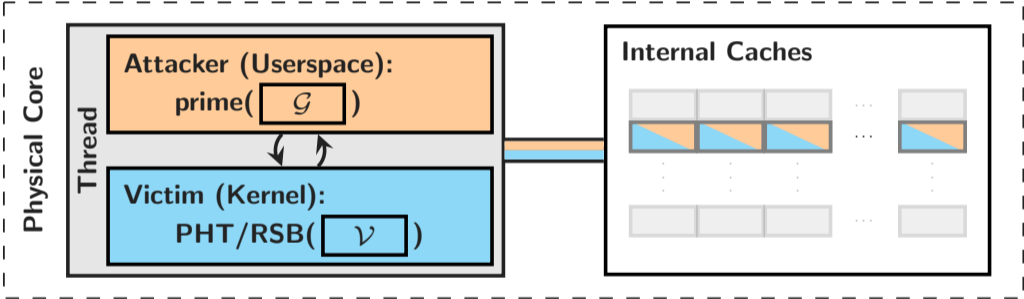 Physical Core
Thread
Attacker (Userspace):
prime( 𝒢 )
Victim (Kernel):
PHT/RSB( 𝒱 )
Internal Caches
...
...
...